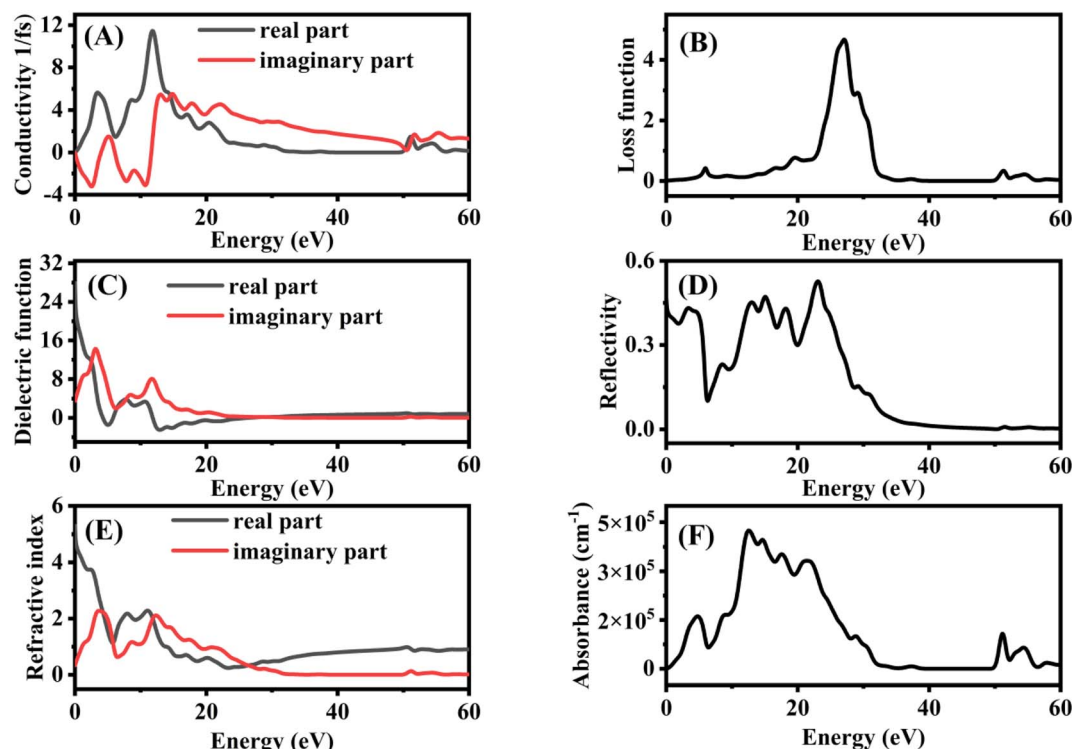 Conductivity 1/fs
12
8
4
0
-4
(A)
real part
imaginary part
0 20 40 60
Energy (eV)
Loss function
4
2
0
(B)
0 20 40 60
Energy (eV)
Dielectric function
32
24
16
8
0
(C)
real part
imaginary part
0 20 40 60
Energy (eV)
Reflectivity
0.6
0.3
0.0
(D)
0 20 40 60
Energy (eV)
Refractive index
6
4
2
0
(E)
real part
imaginary part
0 20 40 60
Energy (eV)
Absorbance (cm⁻¹)
5×10⁵
3×10⁵
2×10⁵
0
(F)
0 20 40 60
Energy (eV)